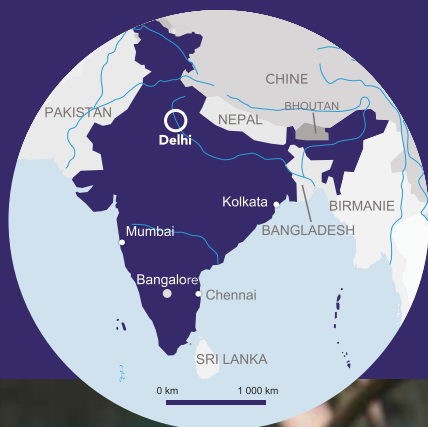 CHINE
BHOUTAN
PAKISTAN
NEPAL
Delhi
Kolkata
BIRMANIE
BANGLADESH
Mumbai
Bangalore
Chennai
SRI LANKA
0 km 1 000 km